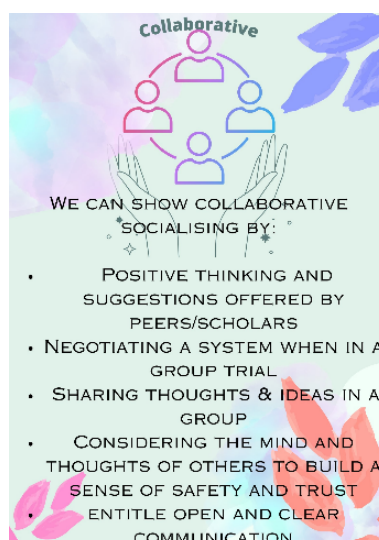 Collaborative
WE CAN SHOW COLLABORATIVE
SOCIALISING BY:
• POSITIVE THINKING AND
SUGGESTIONS OFFERED BY
PEERS/SCHOLARS
• NEGOTIATING A SYSTEM WHEN IN A
GROUP TRIAL
• SHARING THOUGHTS & IDEAS IN A
GROUP
• CONSIDERING THE MIND AND
THOUGHTS OF OTHERS TO BUILD A
SENSE OF SAFETY AND TRUST
• ENTITLE OPEN AND CLEAR
COMMUNICATION